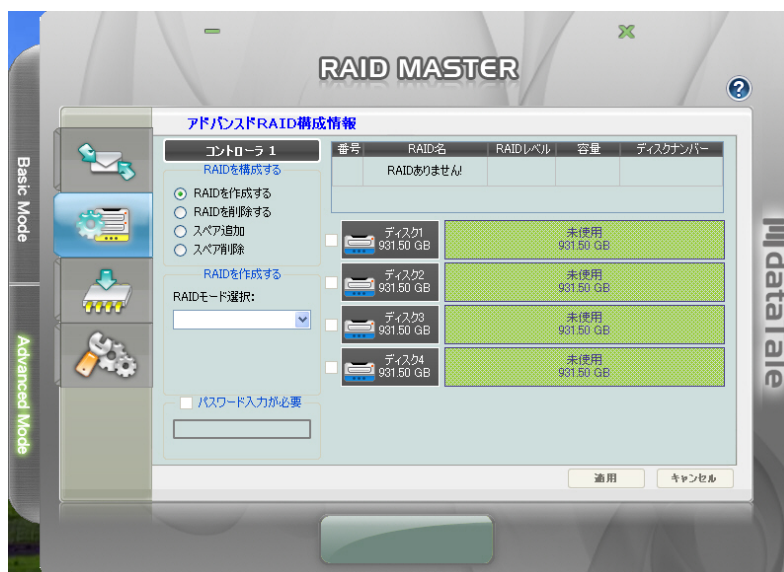 RAID MASTER
?
アドバンスドRAID構成情報
Basic Mode
Advanced Mode
コントローラ 1
RAIDを構成する
RAIDを作成する
RAIDを削除する
スペア追加
スペア削除
RAIDを作成する
RAIDモード選択:
パスワード入力が必要
番号 RAID名 RAIDレベル 容量 ディスクナンバー
RAIDありません!
ディスク1
931.50 GB
未使用
931.50 GB
ディスク2
931.50 GB
未使用
931.50 GB
ディスク3
931.50 GB
未使用
931.50 GB
ディスク4
931.50 GB
未使用
931.50 GB
適用 キャンセル
dataTale